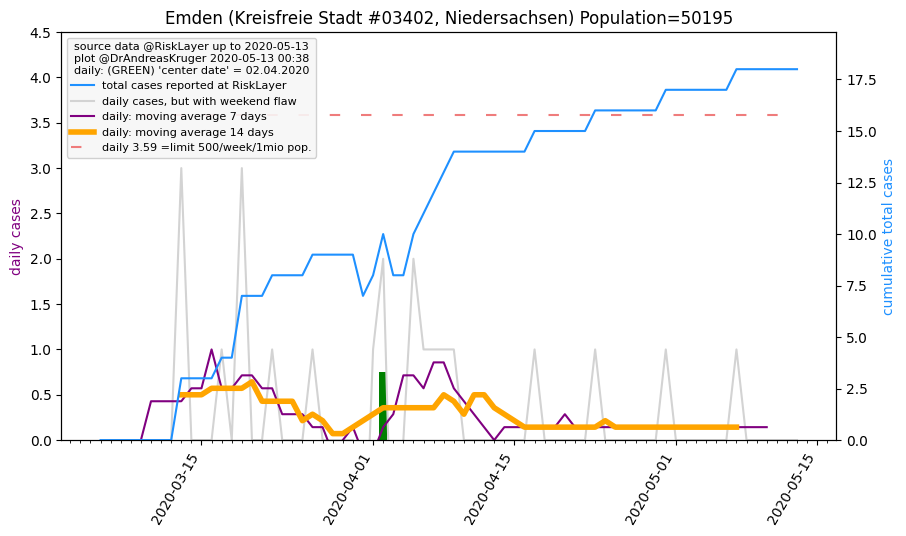 Emden (Kreisfreie Stadt #03402, Niedersachsen) Population=50195
source data @RiskLayer up to 2020-05-13
plot @DrAndreasKruger 2020-05-13 00:38
daily: (GREEN) 'center date' = 02.04.2020
total cases reported at RiskLayer
daily cases, but with weekend flaw
daily: moving average 7 days
daily: moving average 14 days
daily 3.59 =limit 500/week/1mio pop.
daily cases
4.5
4.0
3.5
3.0
2.5
2.0
1.5
1.0
0.5
0.0
17.5
15.0
12.5
10.0
7.5
5.0
2.5
0.0
cumulative total cases
2020-03-15
2020-04-01
2020-04-15
2020-05-01
2020-05-15